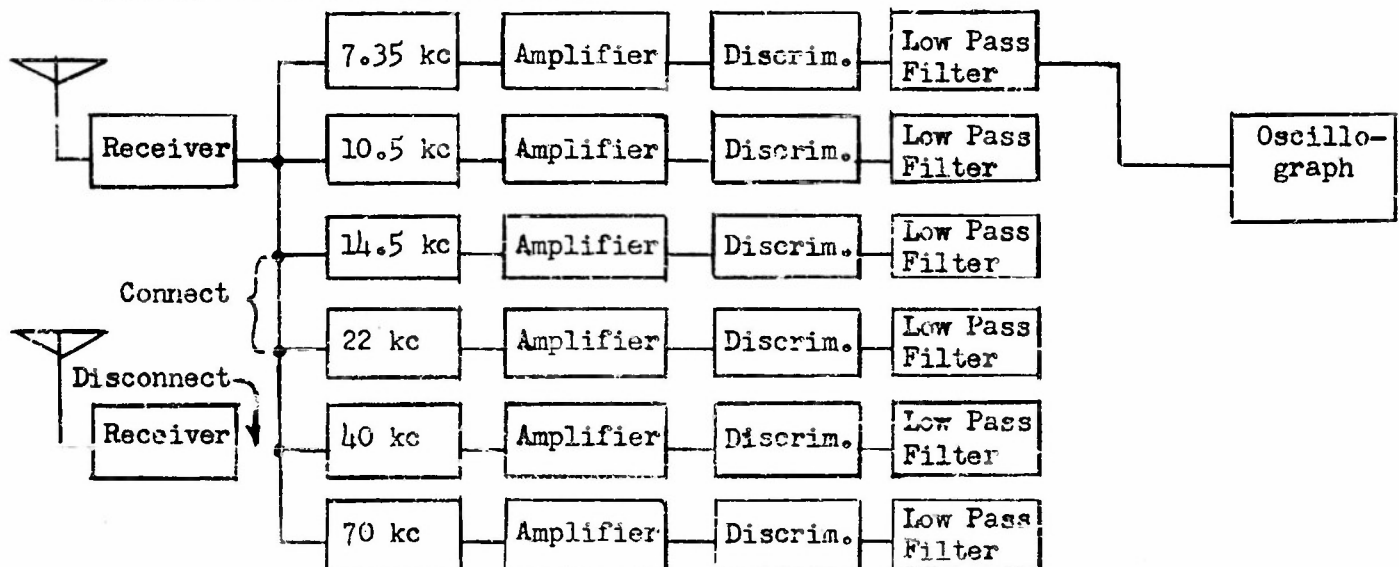 7.35 kc Amplifier Discrim. Low Pass
Filter
Receiver 10.5 kc Amplifier Discrim. Low Pass
Filter
Oscillo-
graph
14.5 kc Amplifier Discrim. Low Pass
Filter
Connect
22 kc Amplifier Discrim. Low Pass
Filter
Disconnect
Receiver 40 kc Amplifier Discrim. Low Pass
Filter
70 kc Amplifier Discrim. Low Pass
Filter